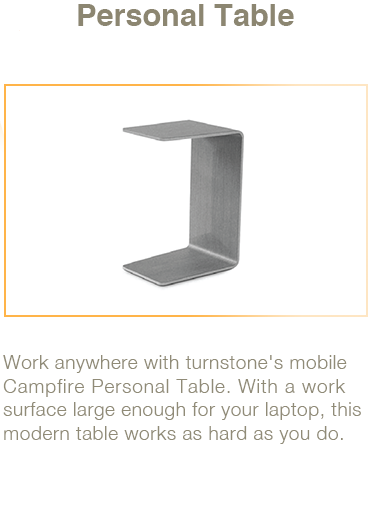 Personal Table
Work anywhere with turnstone's mobile
Campfire Personal Table. With a work
surface large enough for your laptop, this
modern table works as hard as you do.